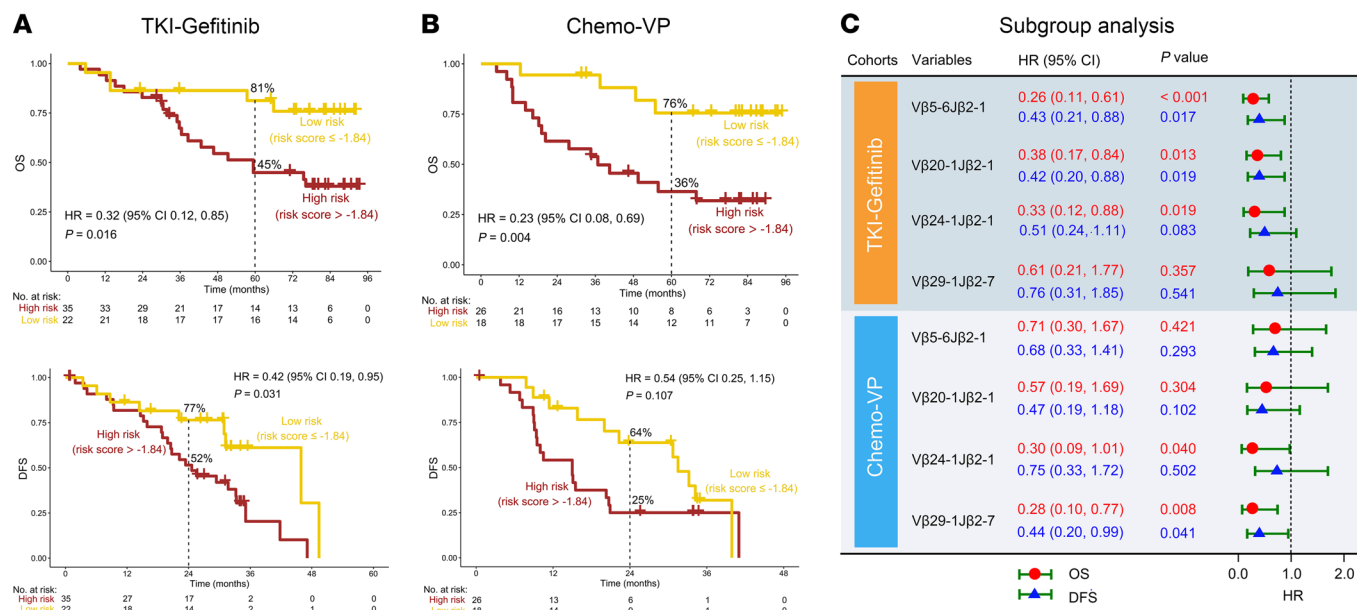 A
TKI-Gefitinib
1.00
0.75
0.50
0.25
0.00
OS
81%
Low risk
(risk score ≤ -1.84)
45%
High risk
(risk score > -1.84)
HR = 0.32 (95% CI 0.12, 0.85)
P = 0.016
0 12 24 36 48 60 72 84 96
Time (months)
No. at risk:
High risk 35 33 29 21 17 14 13 6 0
Low risk 22 21 18 17 17 16 14 6 0
1.00
0.75
0.50
0.25
0.00
DFS
HR = 0.42 (95% CI 0.19, 0.95)
P = 0.031
77%
Low risk
(risk score ≤ -1.84)
High risk
(risk score > -1.84)
52%
0 12 24 36 48 60
Time (months)
No. at risk:
High risk 35 27 17 2 0 0
Low risk 22 18 14 2 1 0
B
Chemo-VP
1.00
0.75
0.50
0.25
0.00
OS
76%
Low risk
(risk score ≤ -1.84)
36%
High risk
(risk score > -1.84)
HR = 0.23 (95% CI 0.08, 0.69)
P = 0.004
0 12 24 36 48 60 72 84 96
Time (months)
No. at risk:
High risk 26 21 16 13 10 8 6 3 0
Low risk 18 18 17 15 14 12 11 7 0
1.00
0.75
0.50
0.25
0.00
DFS
HR = 0.54 (95% CI 0.25, 1.15)
P = 0.107
64%
Low risk
(risk score ≤ -1.84)
High risk
(risk score > -1.84)
25%
0 12 24 36 48
Time (months)
No. at risk:
High risk 26 13 6 1 0
Low risk 18 14 9 1 0
C
Subgroup analysis
Cohorts Variables HR (95% CI) P value
TKI-Gefitinib
Vβ5-6Jβ2-1
0.26 (0.11, 0.61) < 0.001
0.43 (0.21, 0.88) 0.017
Vβ20-1Jβ2-1
0.38 (0.17, 0.84) 0.013
0.42 (0.20, 0.88) 0.019
Vβ24-1Jβ2-1
0.33 (0.12, 0.88) 0.019
0.51 (0.24, 1.11) 0.083
Vβ29-1Jβ2-7
0.61 (0.21, 1.77) 0.357
0.76 (0.31, 1.85) 0.541
Chemo-VP
Vβ5-6Jβ2-1
0.71 (0.30, 1.67) 0.421
0.68 (0.33, 1.41) 0.293
Vβ20-1Jβ2-1
0.57 (0.19, 1.69) 0.304
0.47 (0.19, 1.18) 0.102
Vβ24-1Jβ2-1
0.30 (0.09, 1.01) 0.040
0.75 (0.33, 1.72) 0.502
Vβ29-1Jβ2-7
0.28 (0.10, 0.77) 0.008
0.44 (0.20, 0.99) 0.041
OS
DFS
0.0 1.0 2.0
HR